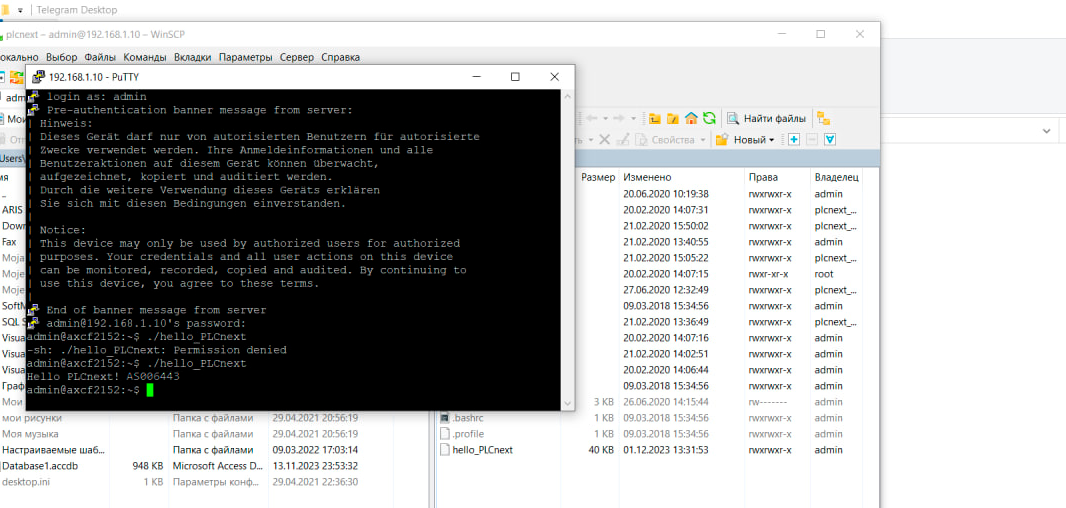 Telegram Desktop
plcnext – admin@192.168.1.10 – WinSCP
окально Выбор Файлы Команды Вкладки Параметры Сервер Справка
192.168.1.10 - PuTTY
login as: admin
Pre-authentication banner message from server:
| Hinweis:
| Dieses Gerät darf nur von autorisierten Benutzern für autorisierte
| Zwecke verwendet werden. Ihre Anmeldeinformationen und alle
| Benutzeraktionen auf diesem Gerät können überwacht,
| aufgezeichnet, kopiert und auditiert werden.
| Durch die weitere Verwendung dieses Geräts erklären
| Sie sich mit diesen Bedingungen einverstanden.
|
| Notice:
| This device may only be used by authorized users for authorized
| purposes. Your credentials and all user actions on this device
| can be monitored, recorded, copied and audited. By continuing to
| use this device, you agree to these terms.
|
End of banner message from server
admin@192.168.1.10's password:
admin@axcf2152:~$ ./hello_PLCnext
-sh: ./hello_PLCnext: Permission denied
admin@axcf2152:~$ ./hello_PLCnext
Hello PLCnext! AS006443
admin@axcf2152:~$
adm
Мои
От
Users\
мя
..
ARIS
Dow
Fax
Moja
Moje
Moje
SoftM
SQL S
Visua
Visua
Visua
Граф
Мои
мои рисунки Папка с файлами 29.04.2021 20:56:19
Моя музыка Папка с файлами 29.04.2021 20:56:19
Настраиваемые шаб... Папка с файлами 09.03.2022 17:03:14
Database1.accdb 948 KB Microsoft Access D... 13.11.2023 23:53:32
desktop.ini 1 KB Параметры конф... 29.04.2021 22:36:30
Найти файлы
Свойства Новый
Размер Изменено Права Владелец
20.06.2020 10:19:38 rwxrwxr-x admin
20.02.2020 14:07:31 rwxrwxr-x plcnext_...
21.02.2020 15:50:02 rwxrwxr-x plcnext_...
21.02.2020 13:40:55 rwxrwxr-x admin
21.02.2020 15:05:22 rwxrwxr-x plcnext_...
20.02.2020 14:07:15 rwxr-xr-x root
27.06.2020 12:32:49 rwxrwxr-x plcnext_...
09.03.2018 15:34:56 rwxrwxr-x admin
21.02.2020 13:36:49 rwxrwxr-x plcnext_...
20.02.2020 14:07:16 rwxrwxr-x admin
21.02.2020 14:02:51 rwxrwxr-x admin
20.02.2020 14:06:44 rwxrwxr-x admin
09.03.2018 15:34:56 rwxrwxr-x admin
3 KB 26.06.2020 14:15:44 rw------- admin
.bashrc 1 KB 09.03.2018 15:34:56 rwxrwxr-x admin
.profile 1 KB 09.03.2018 15:34:56 rwxrwxr-x admin
hello_PLCnext 40 KB 01.12.2023 13:31:53 rwxrwxr-x admin